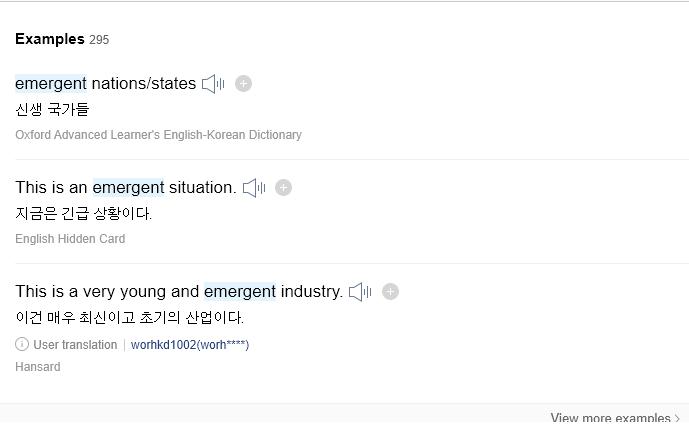 Examples 295
emergent nations/states
신생 국가들
Oxford Advanced Learner's English-Korean Dictionary
This is an emergent situation.
지금은 긴급 상황이다.
English Hidden Card
This is a very young and emergent industry.
이건 매우 최신이고 초기의 산업이다.
User translation | worhkd1002(worh****)
Hansard
View more examples >